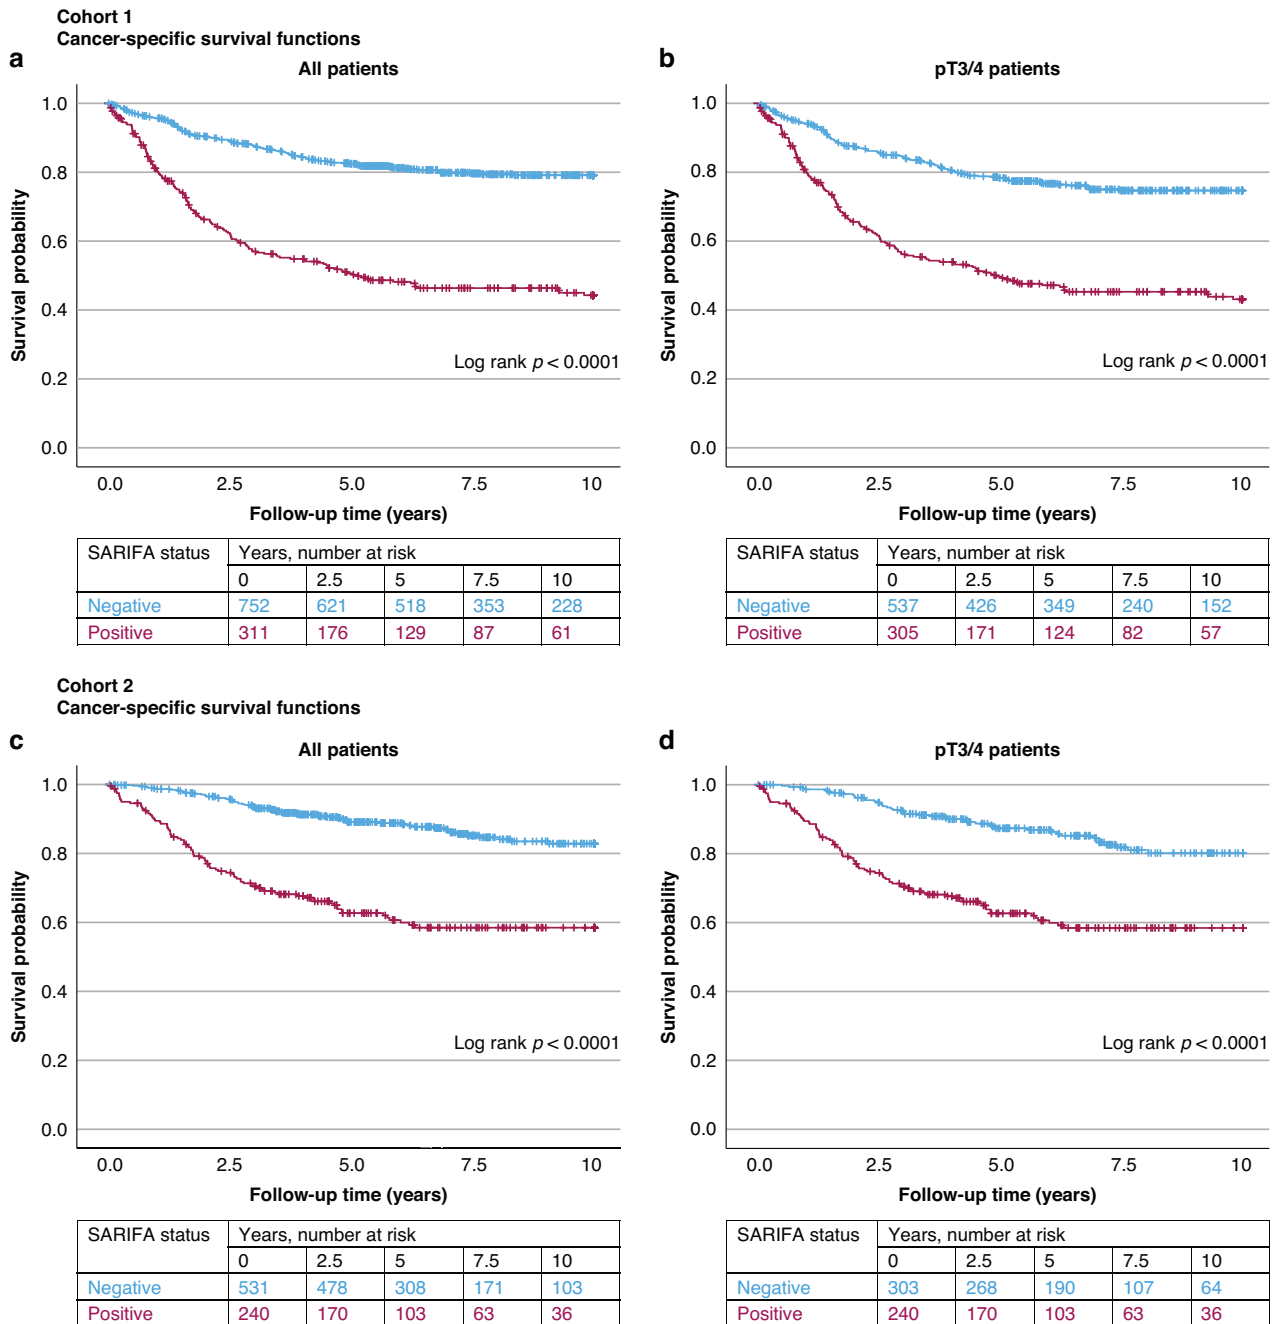 Cohort 1
Cancer-specific survival functions
a
All patients
1.0
0.8
0.6
0.4
0.2
0.0
Survival probability
Log rank p < 0.0001
0.0 2.5 5.0 7.5 10
Follow-up time (years)
SARIFA status Years, number at risk
0 2.5 5 7.5 10
Negative 752 621 518 353 228
Positive 311 176 129 87 61
b
pT3/4 patients
1.0
0.8
0.6
0.4
0.2
0.0
Survival probability
Log rank p < 0.0001
0.0 2.5 5.0 7.5 10
Follow-up time (years)
SARIFA status Years, number at risk
0 2.5 5 7.5 10
Negative 537 426 349 240 152
Positive 305 171 124 82 57
Cohort 2
Cancer-specific survival functions
c
All patients
1.0
0.8
0.6
0.4
0.2
0.0
Survival probability
Log rank p < 0.0001
0.0 2.5 5.0 7.5 10
Follow-up time (years)
SARIFA status Years, number at risk
0 2.5 5 7.5 10
Negative 531 478 308 171 103
Positive 240 170 103 63 36
d
pT3/4 patients
1.0
0.8
0.6
0.4
0.2
0.0
Survival probability
Log rank p < 0.0001
0.0 2.5 5.0 7.5 10
Follow-up time (years)
SARIFA status Years, number at risk
0 2.5 5 7.5 10
Negative 303 268 190 107 64
Positive 240 170 103 63 36